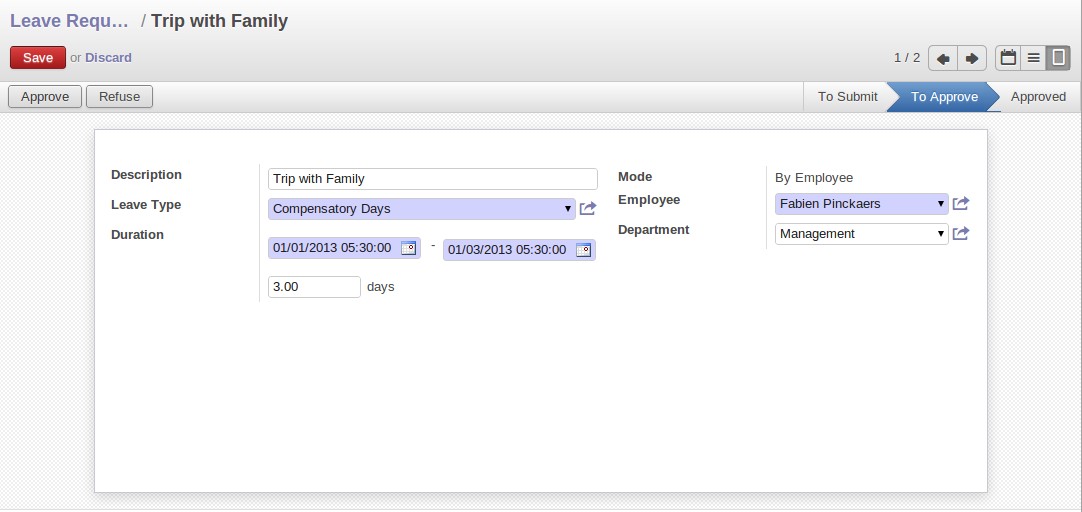 Leave Requ… / Trip with Family
Save or Discard
1 / 2
Approve Refuse
To Submit To Approve Approved
Description Trip with Family
Leave Type Compensatory Days
Duration 01/01/2013 05:30:00 - 01/03/2013 05:30:00
3.00 days
Mode By Employee
Employee Fabien Pinckaers
Department Management